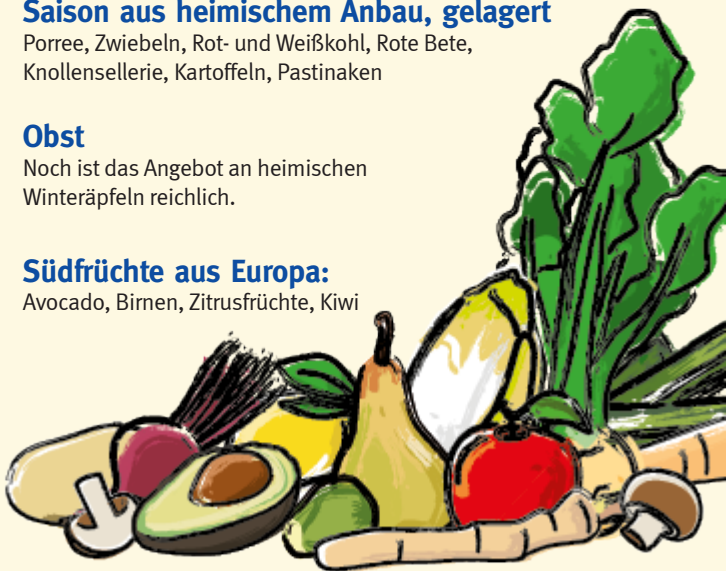 Saison aus heimischem Anbau, gelagert
Porree, Zwiebeln, Rot- und Weißkohl, Rote Bete,
Knollensellerie, Kartoffeln, Pastinaken
Obst
Noch ist das Angebot an heimischen
Winteräpfeln reichlich.
Südfrüchte aus Europa:
Avocado, Birnen, Zitrusfrüchte, Kiwi